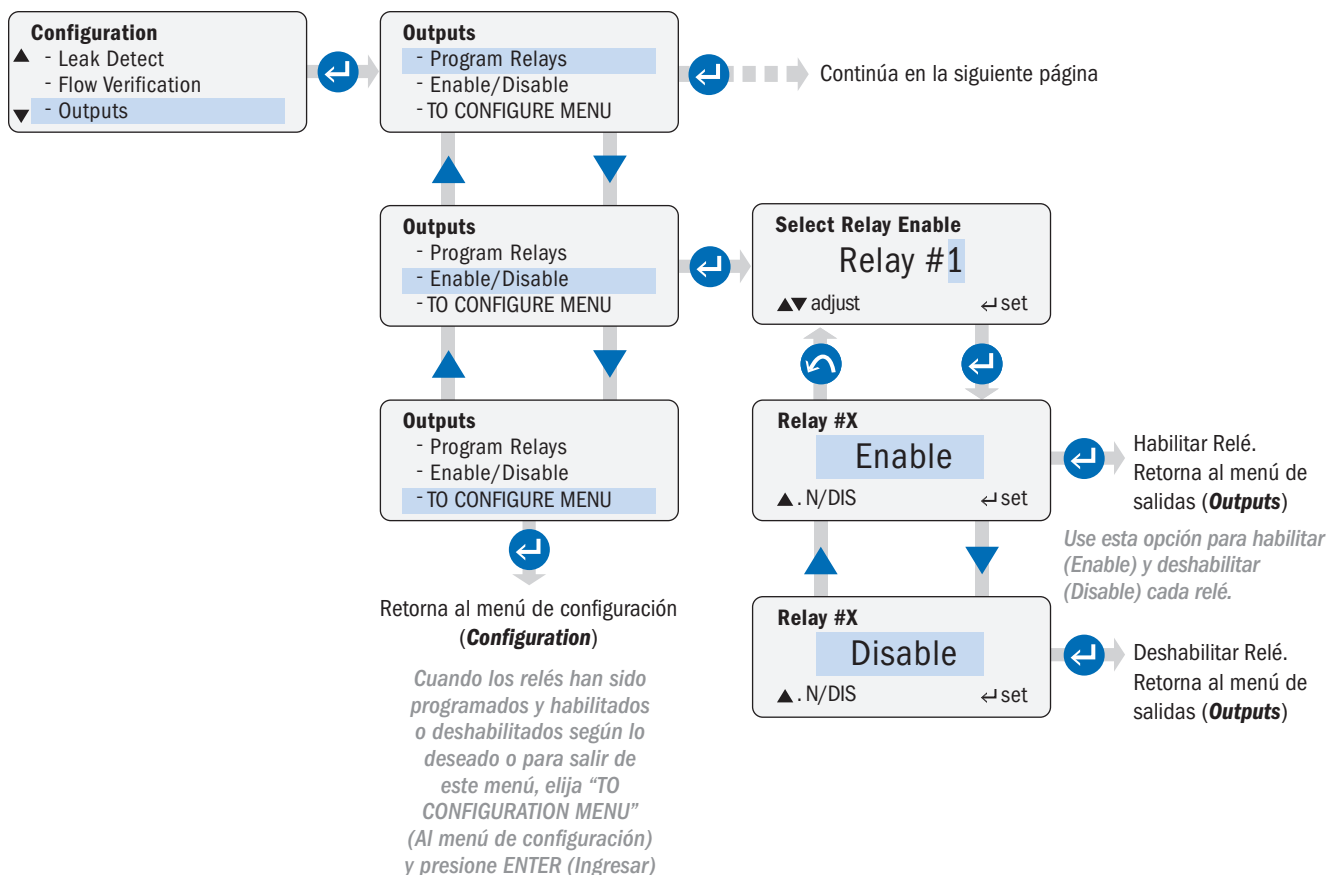 Configuration
▲ - Leak Detect
- Flow Verification
▼ - Outputs
Outputs
- Program Relays
- Enable/Disable
- TO CONFIGURE MENU
Continúa en la siguiente página
Outputs
- Program Relays
- Enable/Disable
- TO CONFIGURE MENU
Select Relay Enable
Relay #1
▲▼ adjust ↵ set
Outputs
- Program Relays
- Enable/Disable
- TO CONFIGURE MENU
Retorna al menú de configuración
(Configuration)
Cuando los relés han sido
programados y habilitados
o deshabilitados según lo
deseado o para salir de
este menú, elija “TO
CONFIGURATION MENU”
(Al menú de configuración)
y presione ENTER (Ingresar)
Relay #X
Enable
▲ . N/DIS ↵ set
Habilitar Relé.
Retorna al menú de
salidas (Outputs)
Use esta opción para habilitar
(Enable) y deshabilitar
(Disable) cada relé.
Relay #X
Disable
▲ . N/DIS ↵ set
Deshabilitar Relé.
Retorna al menú de
salidas (Outputs)